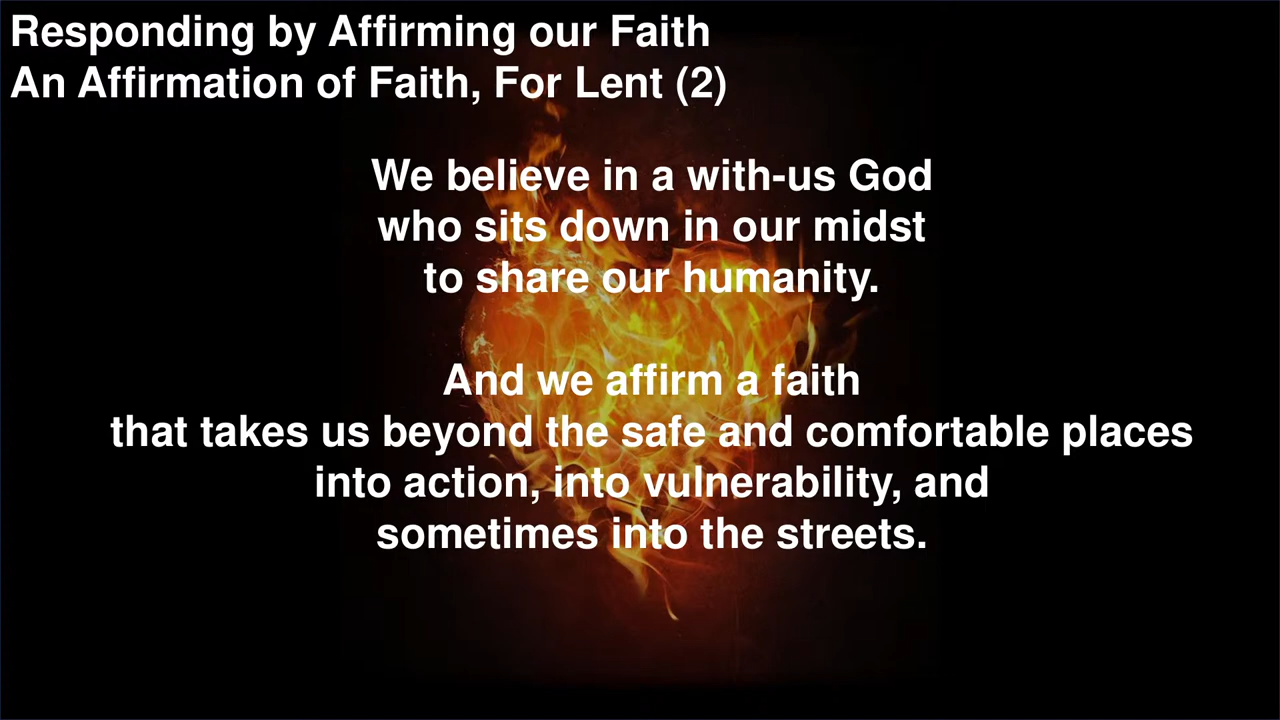 Responding by Affirming our Faith
An Affirmation of Faith, For Lent (2)
We believe in a with-us God
who sits down in our midst
to share our humanity.
And we affirm a faith
that takes us beyond the safe and comfortable places
into action, into vulnerability, and
sometimes into the streets.